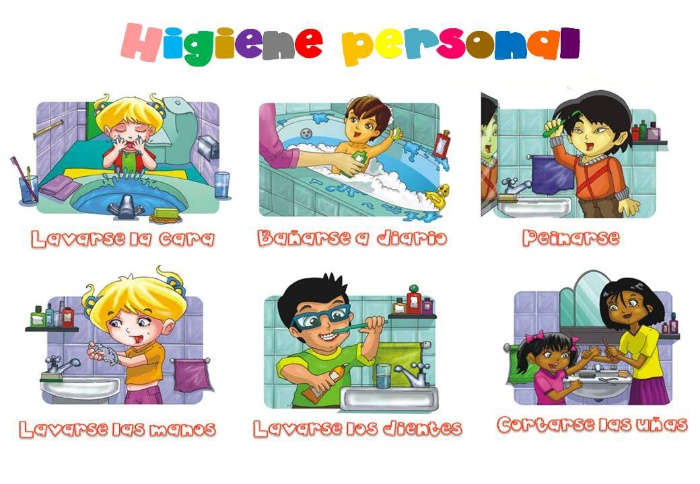 Higiene personal
Lavarse la cara
Bañarse a diario
Peinarse
Lavarse las manos
Lavarse los dientes
Cortarse las uñas